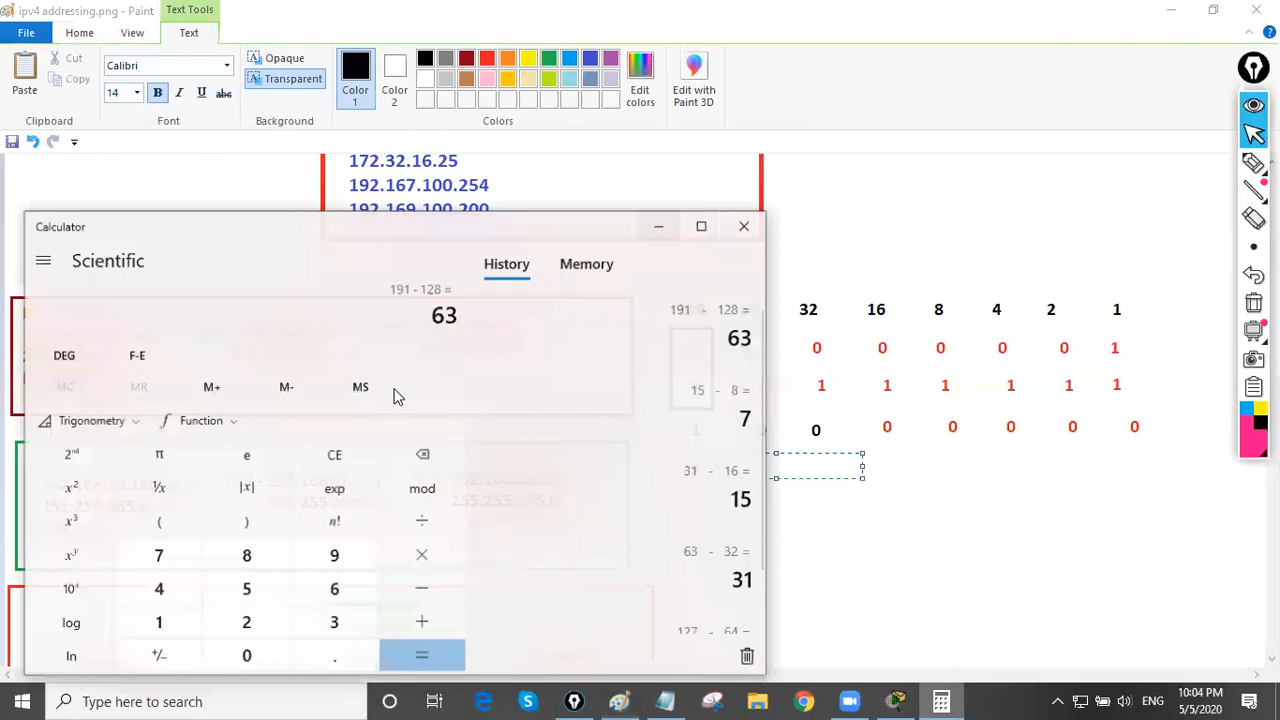 ipv4 addressing.png - Paint
Text Tools
File
Home
View
Text
Paste
Cut
Copy
Clipboard
Calibri
14
B I U abc
Font
Opaque
Transparent
Background
Color 1
Color 2
Colors
Edit colors
Edit with Paint 3D
172.32.16.25
192.167.100.254
192.169.100.200
32 16 8 4 2 1
0 0 0 0 0 1
1 1 1 1 1 1
0 0 0 0 0 0
Calculator
Scientific
History Memory
191 - 128 =
63
DEG F-E
MC MR M+ M- MS
Trigonometry Function
2nd π e CE
x² ¹/x |x| exp mod
x³ ( ) n! ÷
xʸ 7 8 9 ×
10ˣ 4 5 6 −
log 1 2 3 +
ln +/- 0 . =
191 - 128 =
63
15 - 8 =
7
31 - 16 =
15
63 - 32 =
31
127 - 64 =
Type here to search
ENG
10:04 PM
5/5/2020